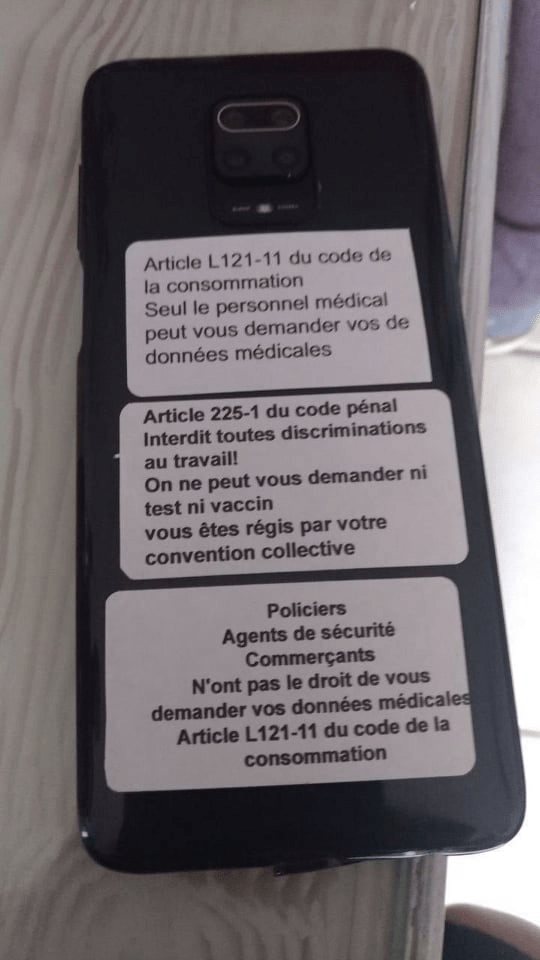 Article L121-11 du code de
la consommation
Seul le personnel médical
peut vous demander vos de
données médicales
Article 225-1 du code pénal
Interdit toutes discriminations
au travail!
On ne peut vous demander ni
test ni vaccin
vous êtes régis par votre
convention collective
Policiers
Agents de sécurité
Commerçants
N'ont pas le droit de vous
demander vos données médicales
Article L121-11 du code de la
consommation